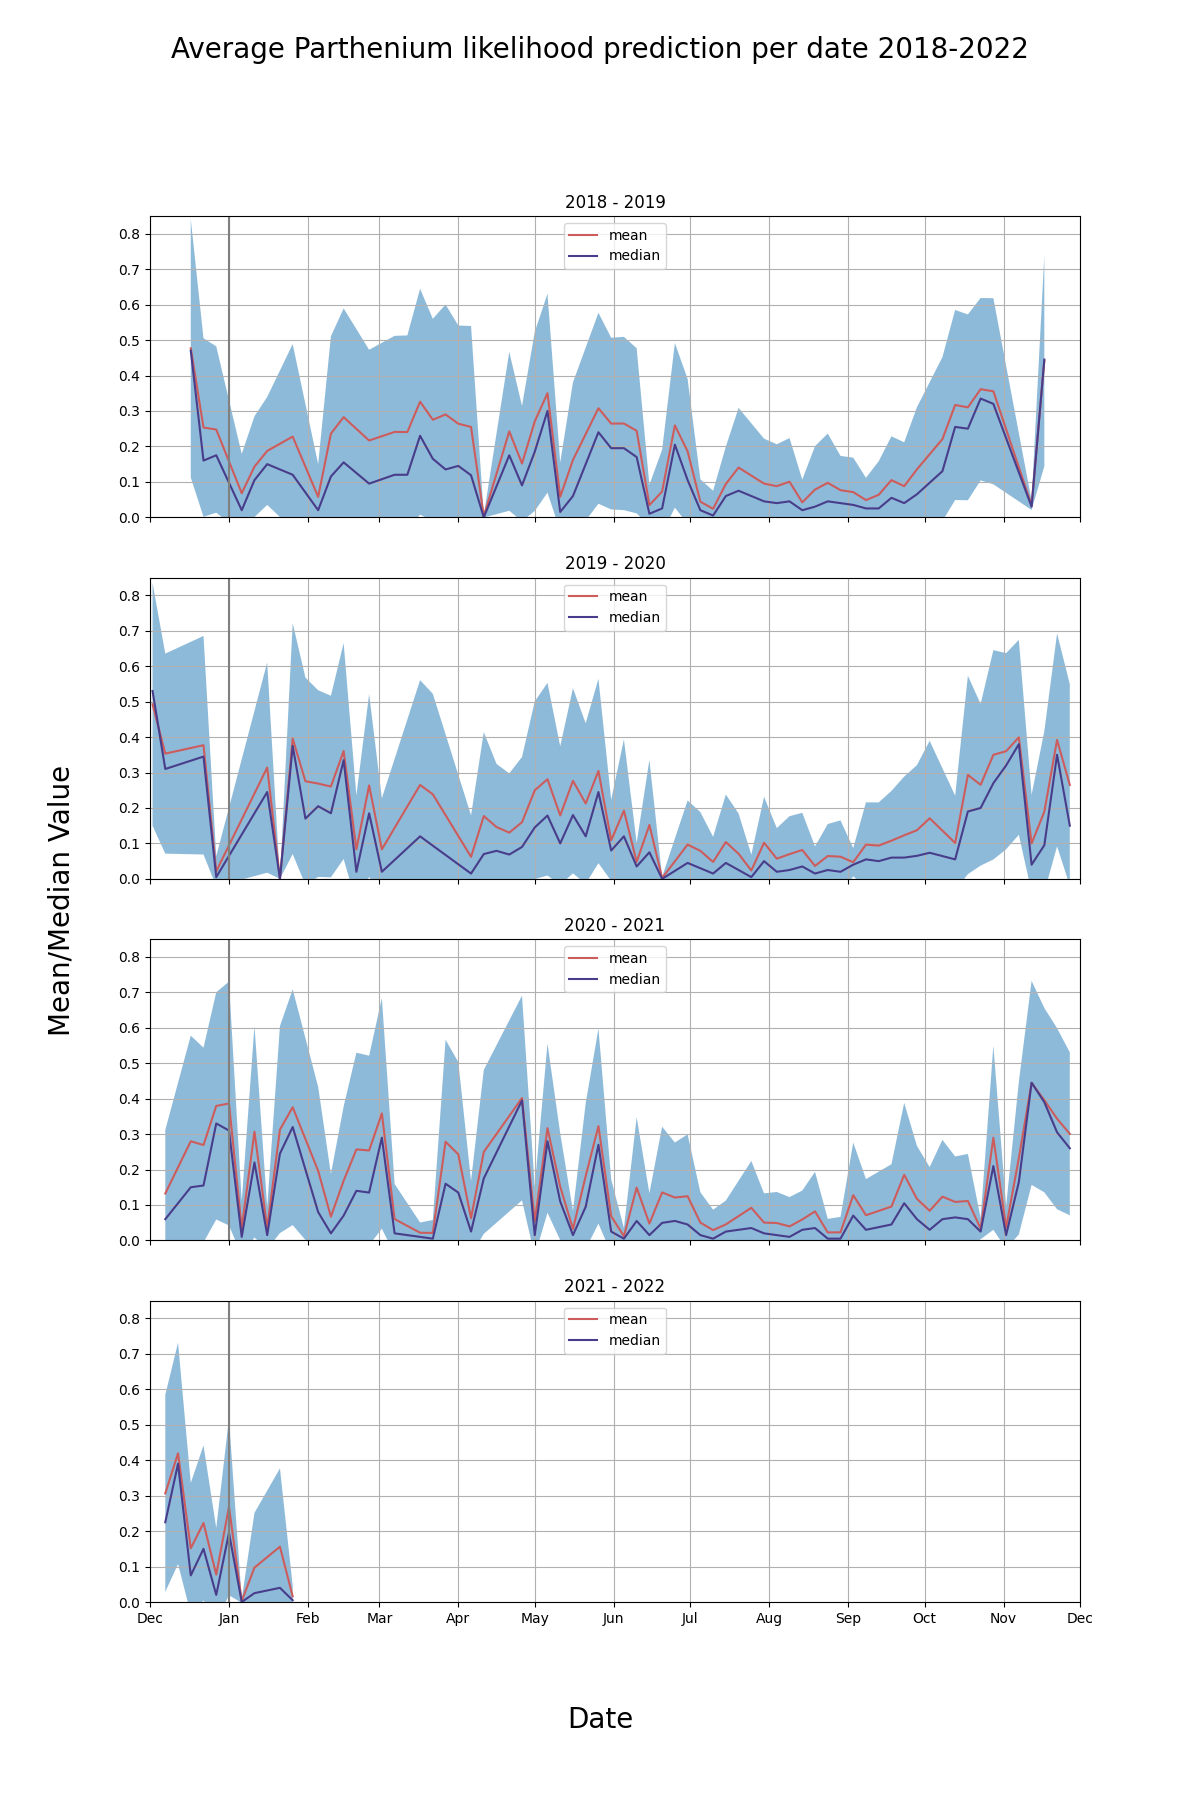 Average Parthenium likelihood prediction per date 2018-2022
2018 - 2019
mean
median
0.8
0.7
0.6
0.5
0.4
0.3
0.2
0.1
0.0
2019 - 2020
mean
median
0.8
0.7
0.6
0.5
0.4
0.3
0.2
0.1
0.0
Mean/Median Value
2020 - 2021
mean
median
0.8
0.7
0.6
0.5
0.4
0.3
0.2
0.1
0.0
2021 - 2022
mean
median
0.8
0.7
0.6
0.5
0.4
0.3
0.2
0.1
0.0
Dec Jan Feb Mar Apr May Jun Jul Aug Sep Oct Nov Dec
Date